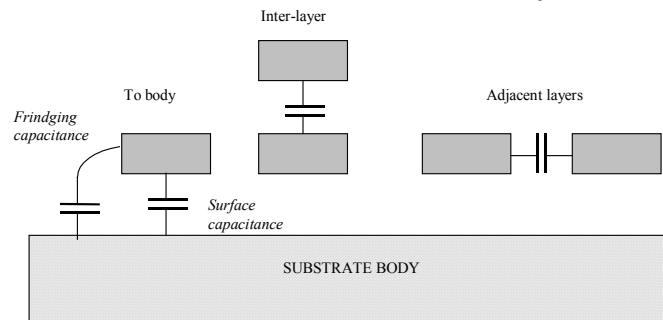 Inter-layer
To body
Adjacent layers
Frindging
capacitance
Surface
capacitance
SUBSTRATE BODY